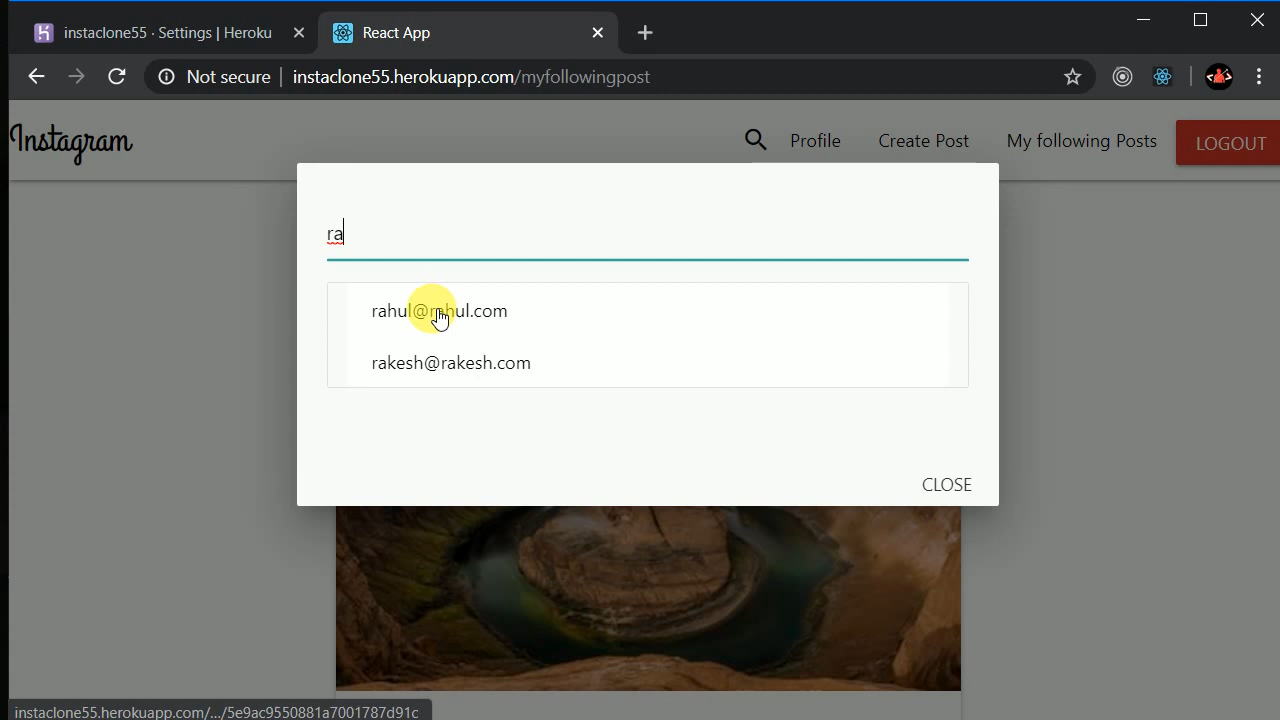 instaclone55 · Settings | Heroku
React App
Not secure | instaclone55.herokuapp.com/myfollowingpost
Instagram
Profile
Create Post
My following Posts
LOGOUT
ra
rahul@rahul.com
rakesh@rakesh.com
CLOSE
instaclone55.herokuapp.com/.../5e9ac9550881a7001787d91c